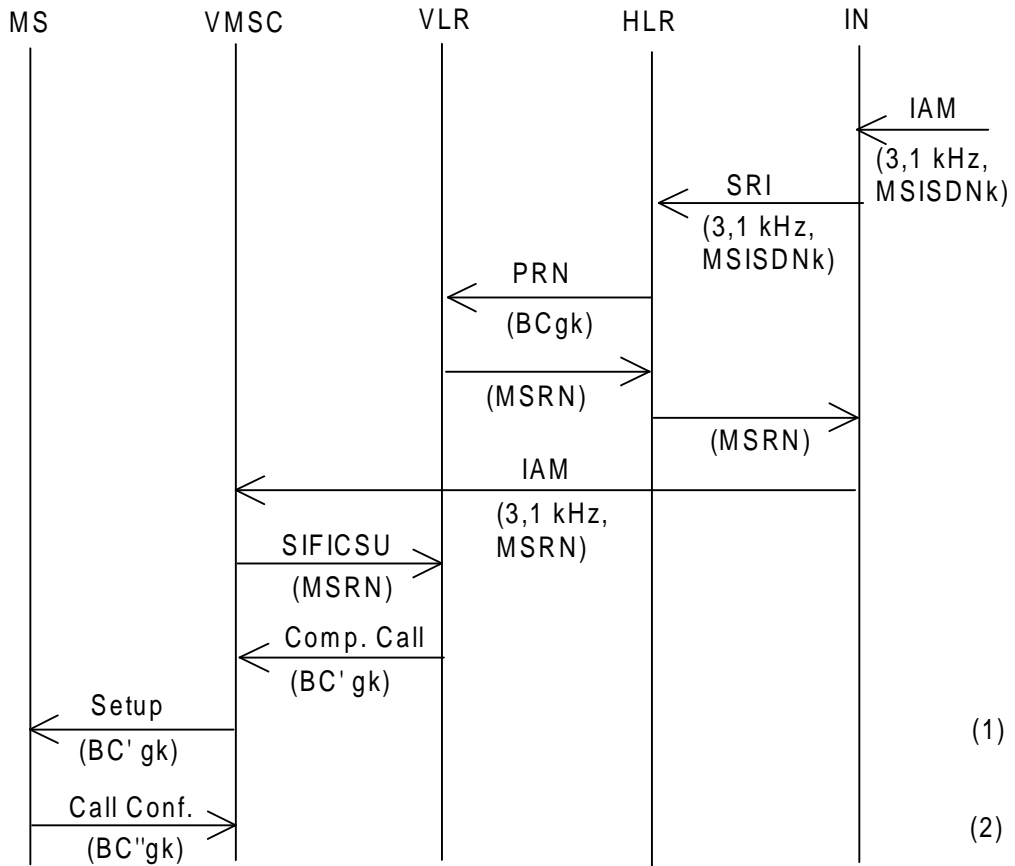 MS VMSC VLR HLR IN
IAM
(3,1 kHz,
MSISDNk)
SRI
(3,1 kHz,
MSISDNk)
PRN
(BCgk)
(MSRN)
(MSRN)
IAM
(3,1 kHz,
MSRN)
SIFICSU
(MSRN)
Comp. Call
(BC' gk)
Setup
(BC' gk)
(1)
Call Conf.
(BC''gk)
(2)